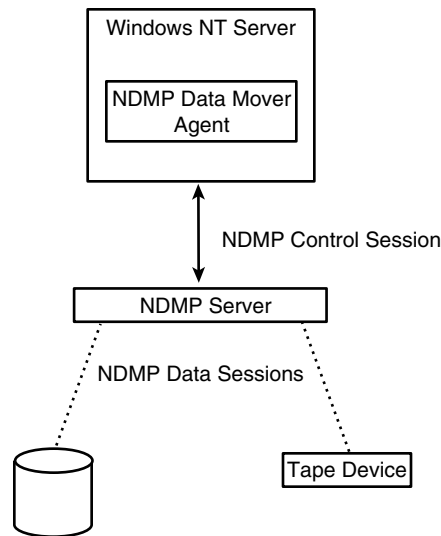 Windows NT Server
NDMP Data Mover
Agent
NDMP Control Session
NDMP Server
NDMP Data Sessions
Tape Device